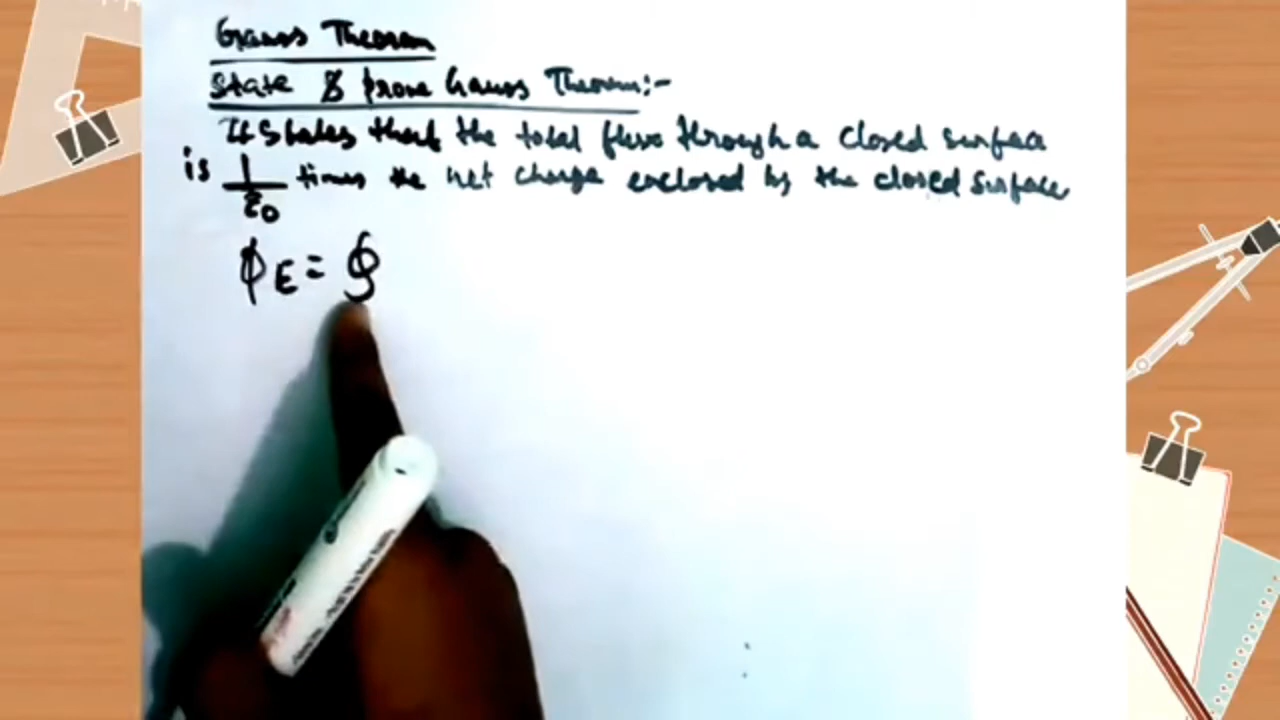 Gauss Theorem
State & prove Gauss Theorem:-
It states that the total flux through a closed surface
is 1/ε0 times the net charge enclosed by the closed surface
ϕE = ∮